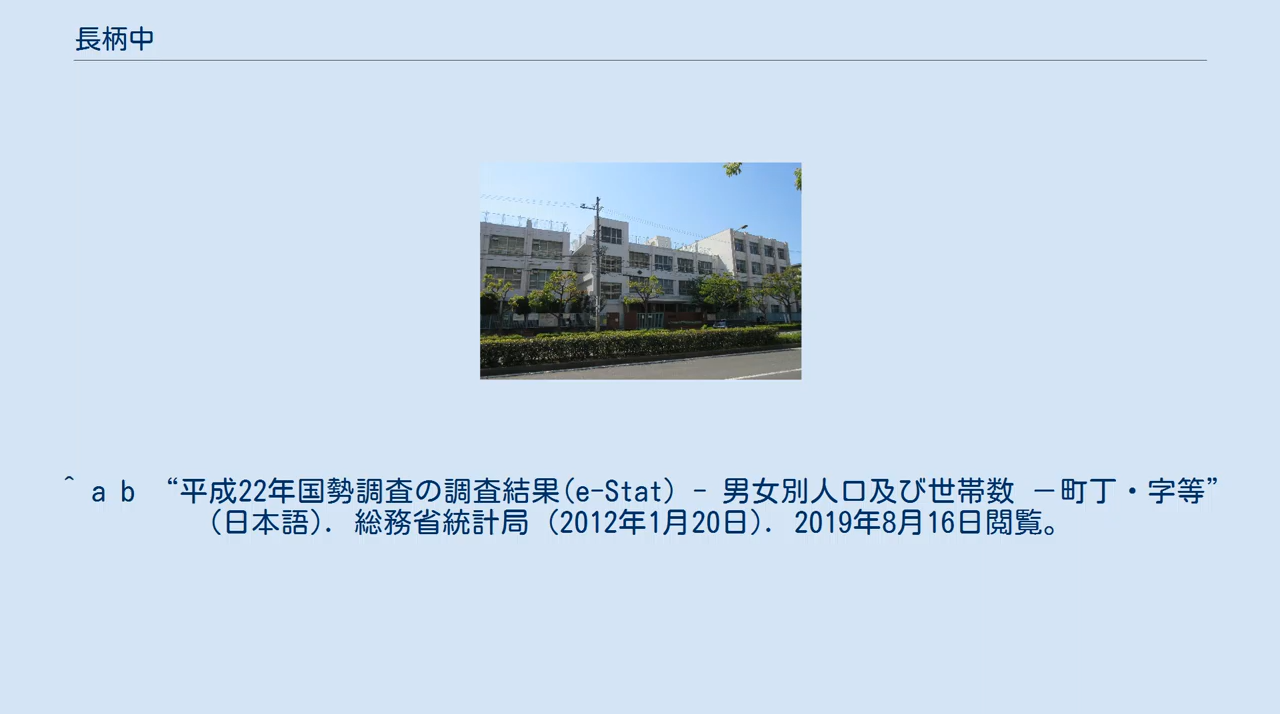 長柄中
^ a b “平成22年国勢調査の調査結果(e-Stat) - 男女別人口及び世帯数 －町丁・字等”
(日本語). 総務省統計局 (2012年1月20日). 2019年8月16日閲覧。